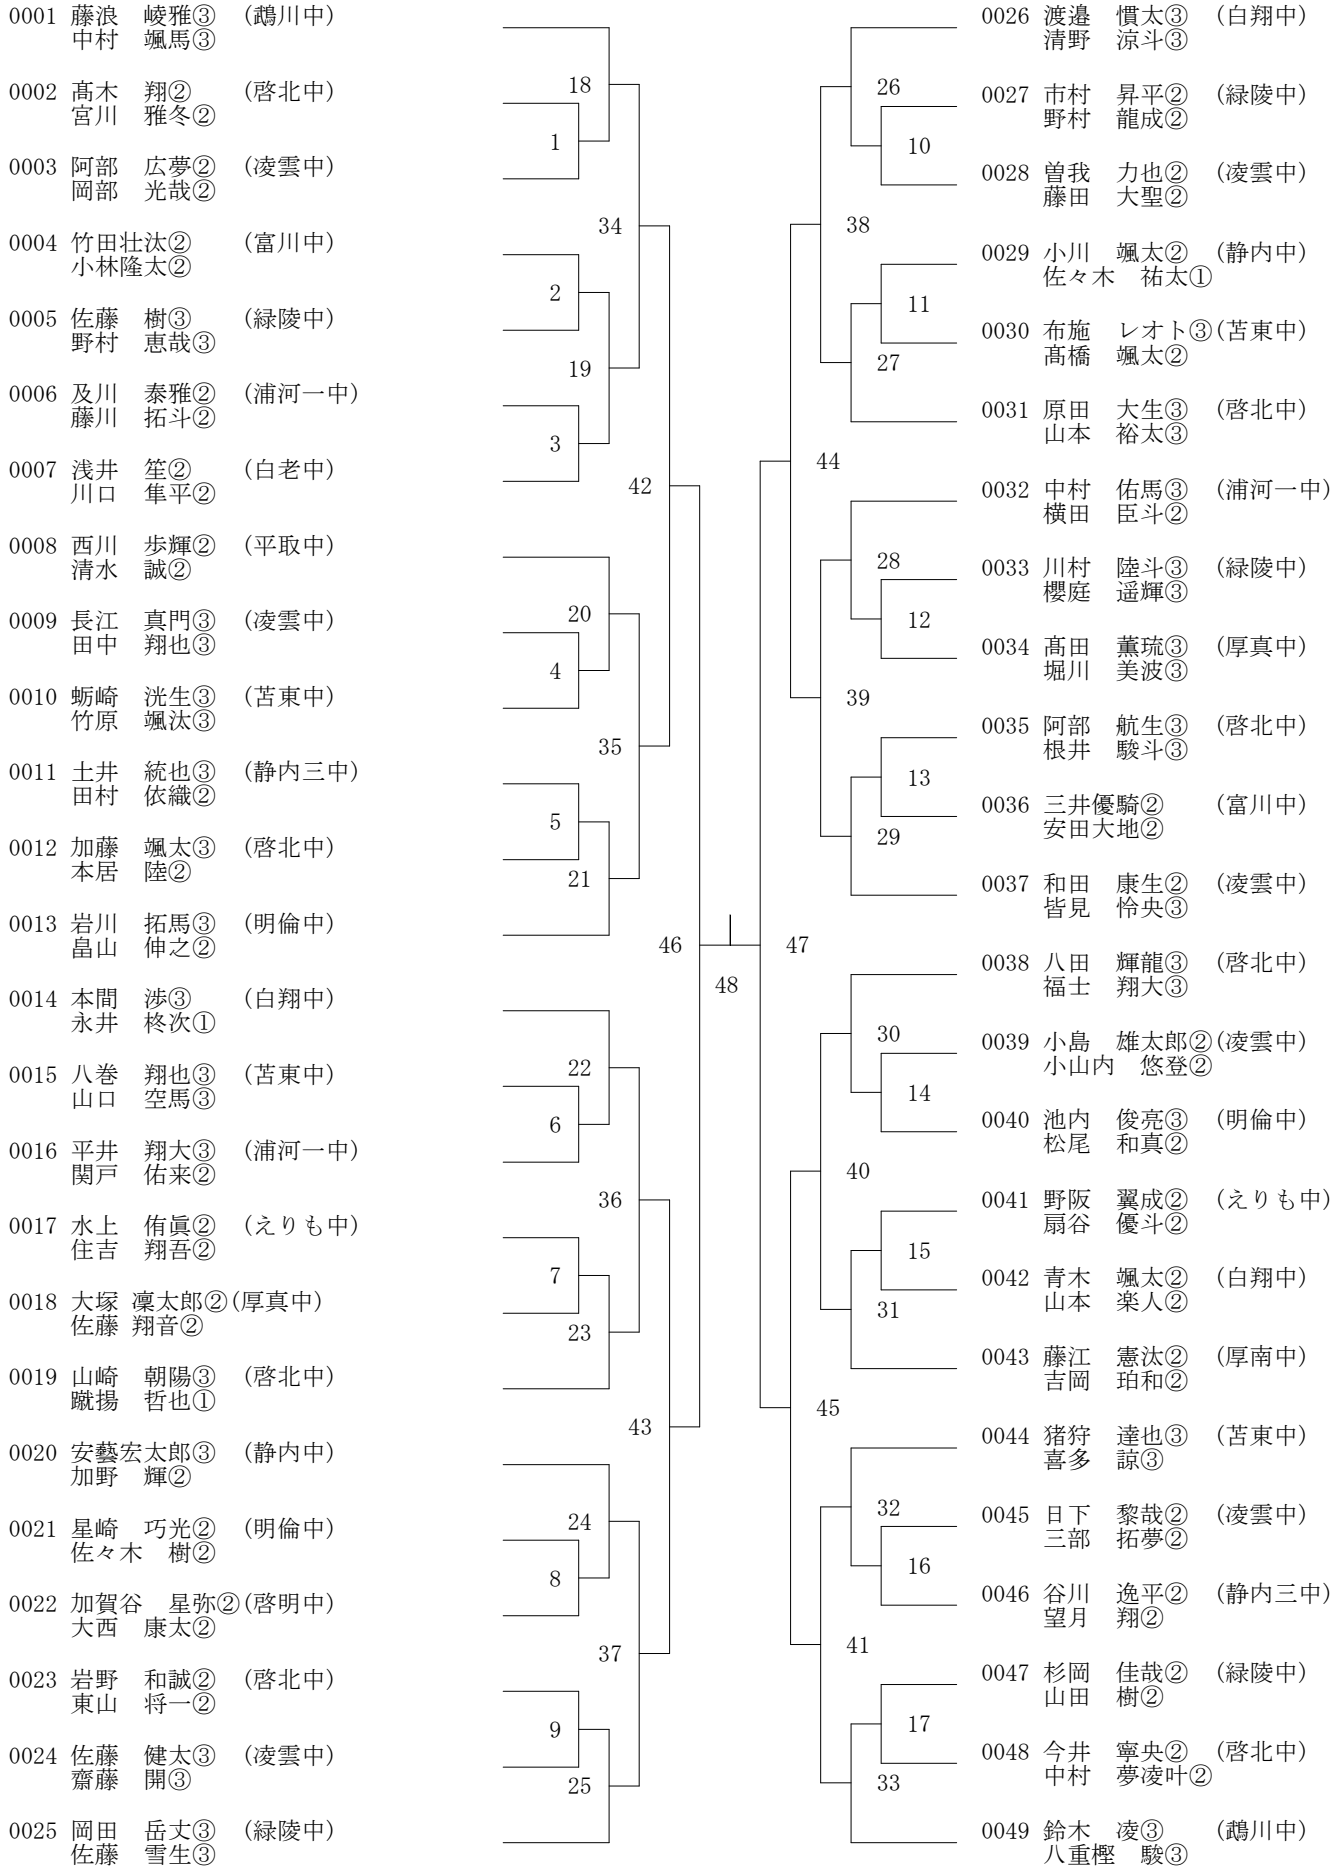 0001 藤浪　崚雅③　(鵡川中)
中村　颯馬③
0002 髙木　翔②　(啓北中)
宮川　雅冬②
0003 阿部　広夢②　(凌雲中)
岡部　光哉②
0004 竹田壮汰②　(富川中)
小林隆太②
0005 佐藤　樹③　(緑陵中)
野村　恵哉③
0006 及川　泰雅②　(浦河一中)
藤川　拓斗②
0007 浅井　笙②　(白老中)
川口　隼平②
0008 西川　歩輝②　(平取中)
清水　誠②
0009 長江　真門③　(凌雲中)
田中　翔也③
0010 蛎崎　洸生③　(苫東中)
竹原　颯汰③
0011 土井　統也③　(静内三中)
田村　依織②
0012 加藤　颯太③　(啓北中)
本居　陸②
0013 岩川　拓馬③　(明倫中)
畠山　伸之②
0014 本間　渉③　(白翔中)
永井　柊次①
0015 八巻　翔也③　(苫東中)
山口　空馬③
0016 平井　翔大③　(浦河一中)
関戸　佑来②
0017 水上　侑眞②　(えりも中)
住吉　翔吾②
0018 大塚 凜太郎②(厚真中)
佐藤 翔音②
0019 山崎　朝陽③　(啓北中)
蹴揚　哲也①
0020 安藝宏太郎③　(静内中)
加野　輝②
0021 星崎　巧光②　(明倫中)
佐々木　樹②
0022 加賀谷　星弥②(啓明中)
大西　康太②
0023 岩野　和誠②　(啓北中)
東山　将一②
0024 佐藤　健太③　(凌雲中)
齋藤　開③
0025 岡田　岳丈③　(緑陵中)
佐藤　雪生③
18
1
34
2
19
3
42
20
4
35
5
21
46
22
6
36
7
23
43
24
8
37
9
25
48
47
26
10
38
11
27
44
28
12
39
13
29
30
14
40
15
31
45
32
16
41
17
33
0026 渡邉　慣太③　(白翔中)
清野　涼斗③
0027 市村　昇平②　(緑陵中)
野村　龍成②
0028 曽我　力也②　(凌雲中)
藤田　大聖②
0029 小川　颯太②　(静内中)
佐々木　祐太①
0030 布施　レオト③(苫東中)
髙橋　颯太②
0031 原田　大生③　(啓北中)
山本　裕太③
0032 中村　佑馬③　(浦河一中)
横田　臣斗②
0033 川村　陸斗③　(緑陵中)
櫻庭　遥輝③
0034 髙田　薫琉③　(厚真中)
堀川　美波③
0035 阿部　航生③　(啓北中)
根井　駿斗③
0036 三井優騎②　(富川中)
安田大地②
0037 和田　康生②　(凌雲中)
皆見　怜央③
0038 八田　輝龍③　(啓北中)
福士　翔大③
0039 小島　雄太郎②(凌雲中)
小山内　悠登②
0040 池内　俊亮③　(明倫中)
松尾　和真②
0041 野阪　翼成②　(えりも中)
扇谷　優斗②
0042 青木　颯太②　(白翔中)
山本　楽人②
0043 藤江　憲汰②　(厚南中)
吉岡　珀和②
0044 猪狩　達也③　(苫東中)
喜多　諒③
0045 日下　黎哉②　(凌雲中)
三部　拓夢②
0046 谷川　逸平②　(静内三中)
望月　翔②
0047 杉岡　佳哉②　(緑陵中)
山田　樹②
0048 今井　寧央②　(啓北中)
中村　夢凌叶②
0049 鈴木　凌③　(鵡川中)
八重樫　駿③